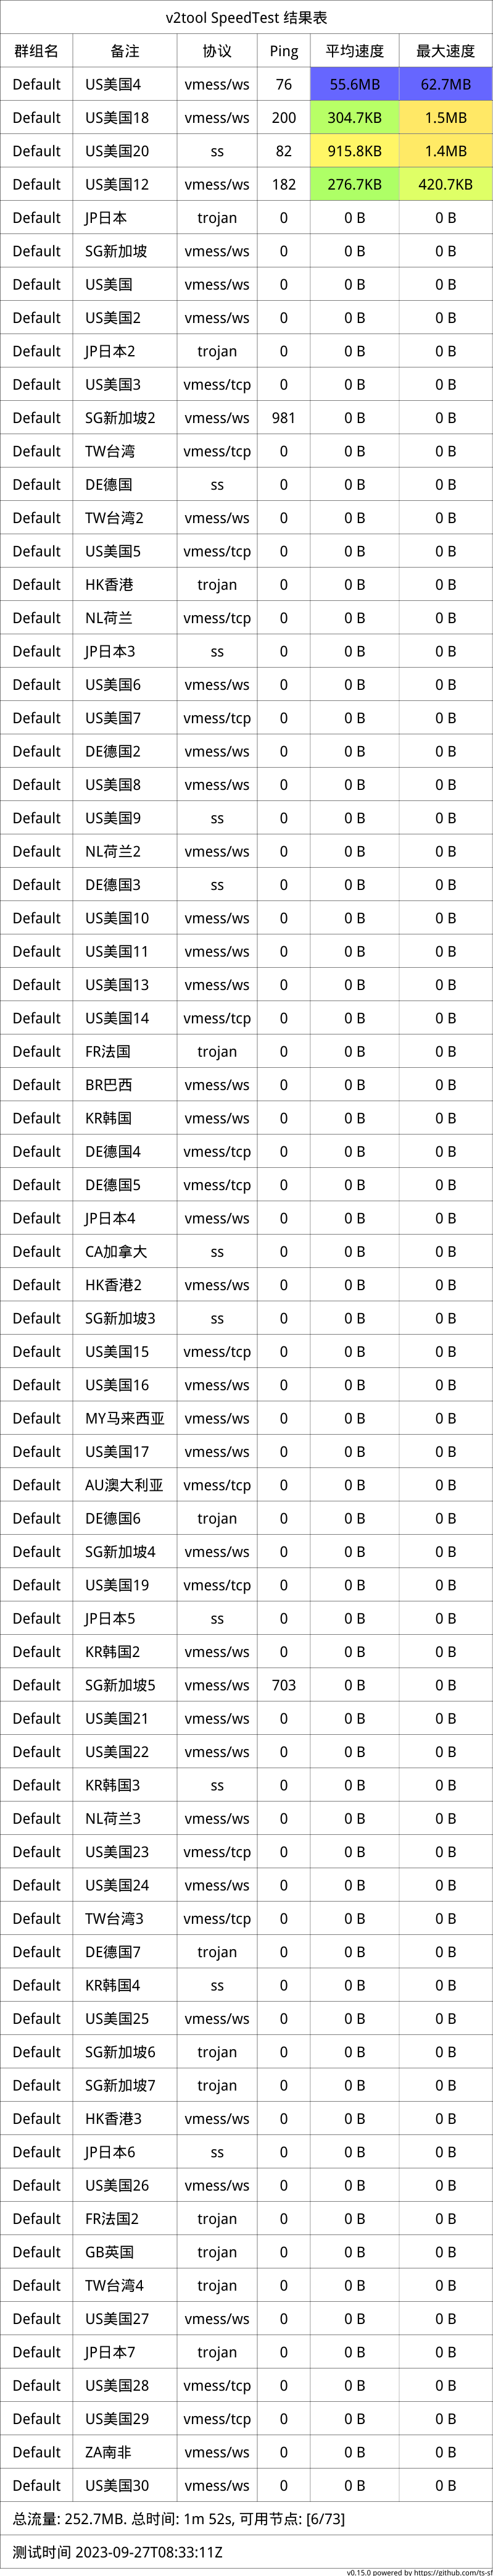 v2tool SpeedTest 结果表
群组名 备注 协议 Ping 平均速度 最大速度
Default US美国4 vmess/ws 76 55.6MB 62.7MB
Default US美国18 vmess/ws 200 304.7KB 1.5MB
Default US美国20 ss 82 915.8KB 1.4MB
Default US美国12 vmess/ws 182 276.7KB 420.7KB
Default JP日本 trojan 0 0 B 0 B
Default SG新加坡 vmess/ws 0 0 B 0 B
Default US美国 vmess/ws 0 0 B 0 B
Default US美国2 vmess/ws 0 0 B 0 B
Default JP日本2 trojan 0 0 B 0 B
Default US美国3 vmess/tcp 0 0 B 0 B
Default SG新加坡2 vmess/ws 981 0 B 0 B
Default TW台湾 vmess/tcp 0 0 B 0 B
Default DE德国 ss 0 0 B 0 B
Default TW台湾2 vmess/ws 0 0 B 0 B
Default US美国5 vmess/tcp 0 0 B 0 B
Default HK香港 trojan 0 0 B 0 B
Default NL荷兰 vmess/tcp 0 0 B 0 B
Default JP日本3 ss 0 0 B 0 B
Default US美国6 vmess/ws 0 0 B 0 B
Default US美国7 vmess/tcp 0 0 B 0 B
Default DE德国2 vmess/ws 0 0 B 0 B
Default US美国8 vmess/ws 0 0 B 0 B
Default US美国9 ss 0 0 B 0 B
Default NL荷兰2 vmess/ws 0 0 B 0 B
Default DE德国3 ss 0 0 B 0 B
Default US美国10 vmess/ws 0 0 B 0 B
Default US美国11 vmess/ws 0 0 B 0 B
Default US美国13 vmess/ws 0 0 B 0 B
Default US美国14 vmess/tcp 0 0 B 0 B
Default FR法国 trojan 0 0 B 0 B
Default BR巴西 vmess/ws 0 0 B 0 B
Default KR韩国 vmess/ws 0 0 B 0 B
Default DE德国4 vmess/tcp 0 0 B 0 B
Default DE德国5 vmess/tcp 0 0 B 0 B
Default JP日本4 vmess/ws 0 0 B 0 B
Default CA加拿大 ss 0 0 B 0 B
Default HK香港2 vmess/ws 0 0 B 0 B
Default SG新加坡3 ss 0 0 B 0 B
Default US美国15 vmess/tcp 0 0 B 0 B
Default US美国16 vmess/ws 0 0 B 0 B
Default MY马来西亚 vmess/ws 0 0 B 0 B
Default US美国17 vmess/ws 0 0 B 0 B
Default AU澳大利亚 vmess/tcp 0 0 B 0 B
Default DE德国6 trojan 0 0 B 0 B
Default SG新加坡4 vmess/ws 0 0 B 0 B
Default US美国19 vmess/tcp 0 0 B 0 B
Default JP日本5 ss 0 0 B 0 B
Default KR韩国2 vmess/ws 0 0 B 0 B
Default SG新加坡5 vmess/ws 703 0 B 0 B
Default US美国21 vmess/ws 0 0 B 0 B
Default US美国22 vmess/ws 0 0 B 0 B
Default KR韩国3 ss 0 0 B 0 B
Default NL荷兰3 vmess/ws 0 0 B 0 B
Default US美国23 vmess/tcp 0 0 B 0 B
Default US美国24 vmess/ws 0 0 B 0 B
Default TW台湾3 vmess/tcp 0 0 B 0 B
Default DE德国7 trojan 0 0 B 0 B
Default KR韩国4 ss 0 0 B 0 B
Default US美国25 vmess/ws 0 0 B 0 B
Default SG新加坡6 trojan 0 0 B 0 B
Default SG新加坡7 trojan 0 0 B 0 B
Default HK香港3 vmess/ws 0 0 B 0 B
Default JP日本6 ss 0 0 B 0 B
Default US美国26 vmess/ws 0 0 B 0 B
Default FR法国2 trojan 0 0 B 0 B
Default GB英国 trojan 0 0 B 0 B
Default TW台湾4 trojan 0 0 B 0 B
Default US美国27 vmess/ws 0 0 B 0 B
Default JP日本7 trojan 0 0 B 0 B
Default US美国28 vmess/tcp 0 0 B 0 B
Default US美国29 vmess/tcp 0 0 B 0 B
Default ZA南非 vmess/ws 0 0 B 0 B
Default US美国30 vmess/ws 0 0 B 0 B
总流量: 252.7MB. 总时间: 1m 52s, 可用节点: [6/73]
测试时间 2023-09-27T08:33:11Z
v0.15.0 powered by https://github.com/ts-sf